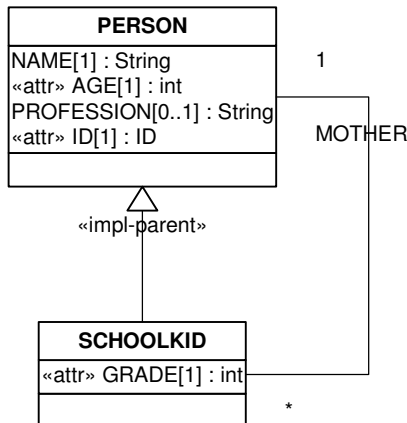 PERSON
NAME[1] : String
«attr» AGE[1] : int
PROFESSION[0..1] : String
«attr» ID[1] : ID
1
MOTHER
«impl-parent»
SCHOOLKID
«attr» GRADE[1] : int
*